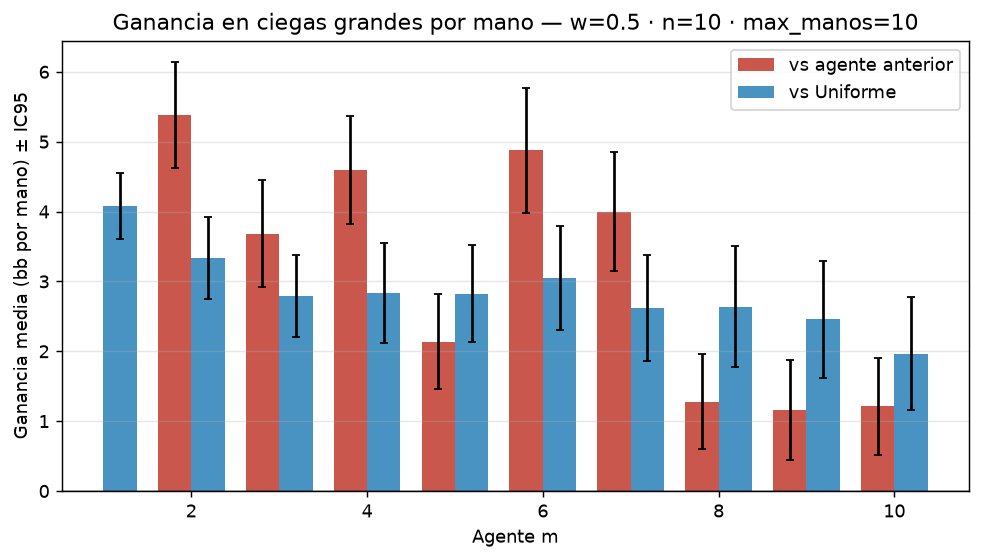 Ganancia en ciegas grandes por mano — w=0.5 · n=10 · max_manos=10
vs agente anterior
vs Uniforme
Ganancia media (bb por mano) ± IC95
6
5
4
3
2
1
0
2 4 6 8 10
Agente m